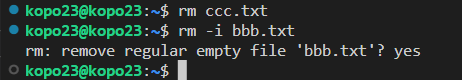 kopo23@kopo23:~$ rm ccc.txt
kopo23@kopo23:~$ rm -i bbb.txt
rm: remove regular empty file 'bbb.txt'? yes
kopo23@kopo23:~$